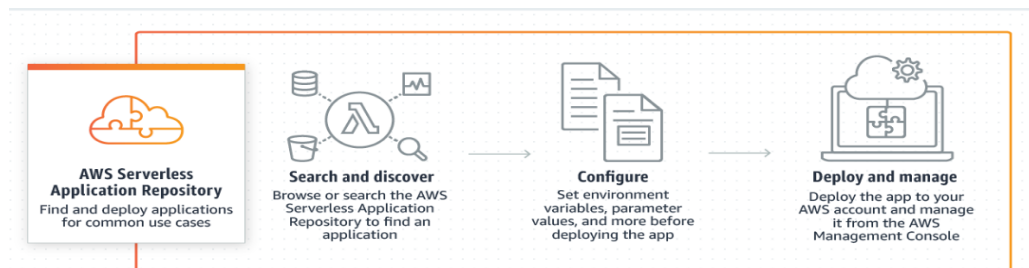 AWS Serverless
Application Repository
Find and deploy applications
for common use cases
Search and discover
Browse or search the AWS
Serverless Application
Repository to find an
application
Configure
Set environment
variables, parameter
values, and more before
deploying the app
Deploy and manage
Deploy the app to your
AWS account and manage
it from the AWS
Management Console